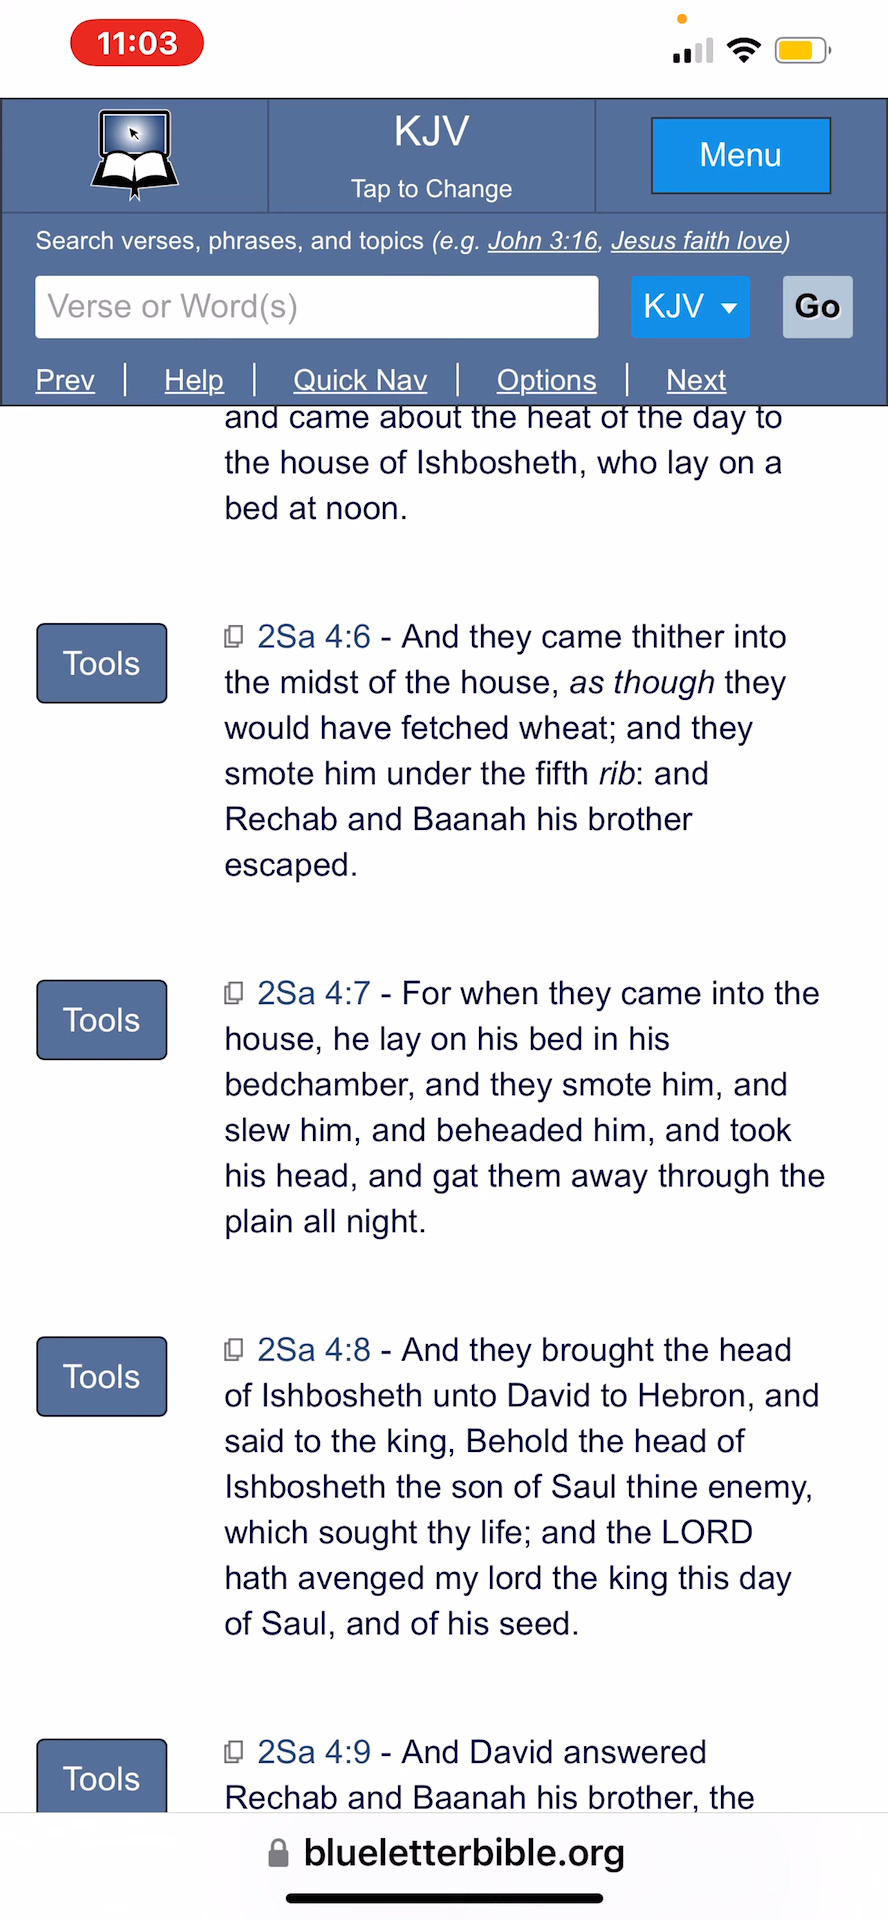 11:03
KJV
Tap to Change
Menu
Search verses, phrases, and topics (e.g. John 3:16, Jesus faith love)
Verse or Word(s)
KJV
Go
Prev | Help | Quick Nav | Options | Next
and came about the heat of the day to
the house of Ishbosheth, who lay on a
bed at noon.
Tools
2Sa 4:6 - And they came thither into
the midst of the house, as though they
would have fetched wheat; and they
smote him under the fifth rib: and
Rechab and Baanah his brother
escaped.
Tools
2Sa 4:7 - For when they came into the
house, he lay on his bed in his
bedchamber, and they smote him, and
slew him, and beheaded him, and took
his head, and gat them away through the
plain all night.
Tools
2Sa 4:8 - And they brought the head
of Ishbosheth unto David to Hebron, and
said to the king, Behold the head of
Ishbosheth the son of Saul thine enemy,
which sought thy life; and the LORD
hath avenged my lord the king this day
of Saul, and of his seed.
Tools
2Sa 4:9 - And David answered
Rechab and Baanah his brother, the
blueletterbible.org